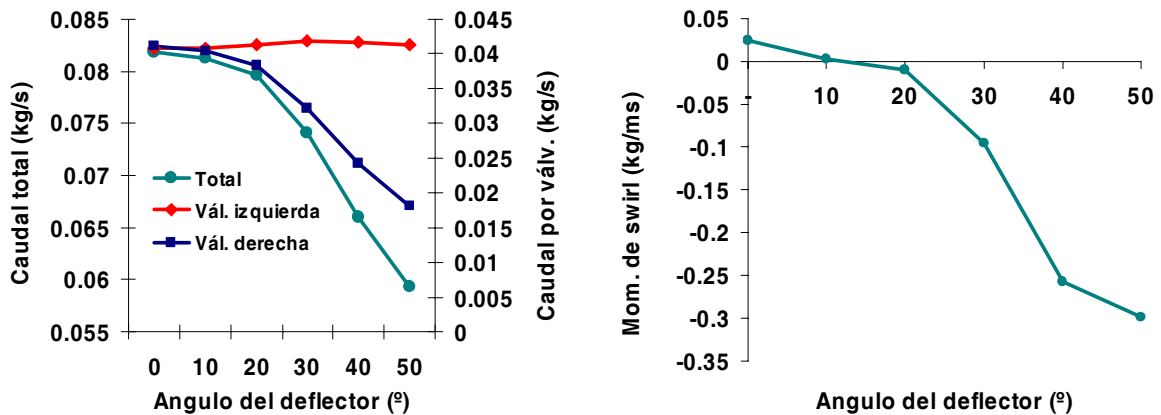 Caudal total (kg/s)
0.085
0.08
0.075
0.07
0.065
0.06
0.055
Total
Vál. izquierda
Vál. derecha
0.045
0.04
0.035
0.03
0.025
0.02
0.015
0.01
0.005
0
Caudal por válv. (kg/s)
0 10 20 30 40 50
Angulo del deflector (º)
Mom. de swirl (kg/ms)
0.05
0
-0.05
-0.1
-0.15
-0.2
-0.25
-0.3
-0.35
- 10 20 30 40 50
Angulo del deflector (º)